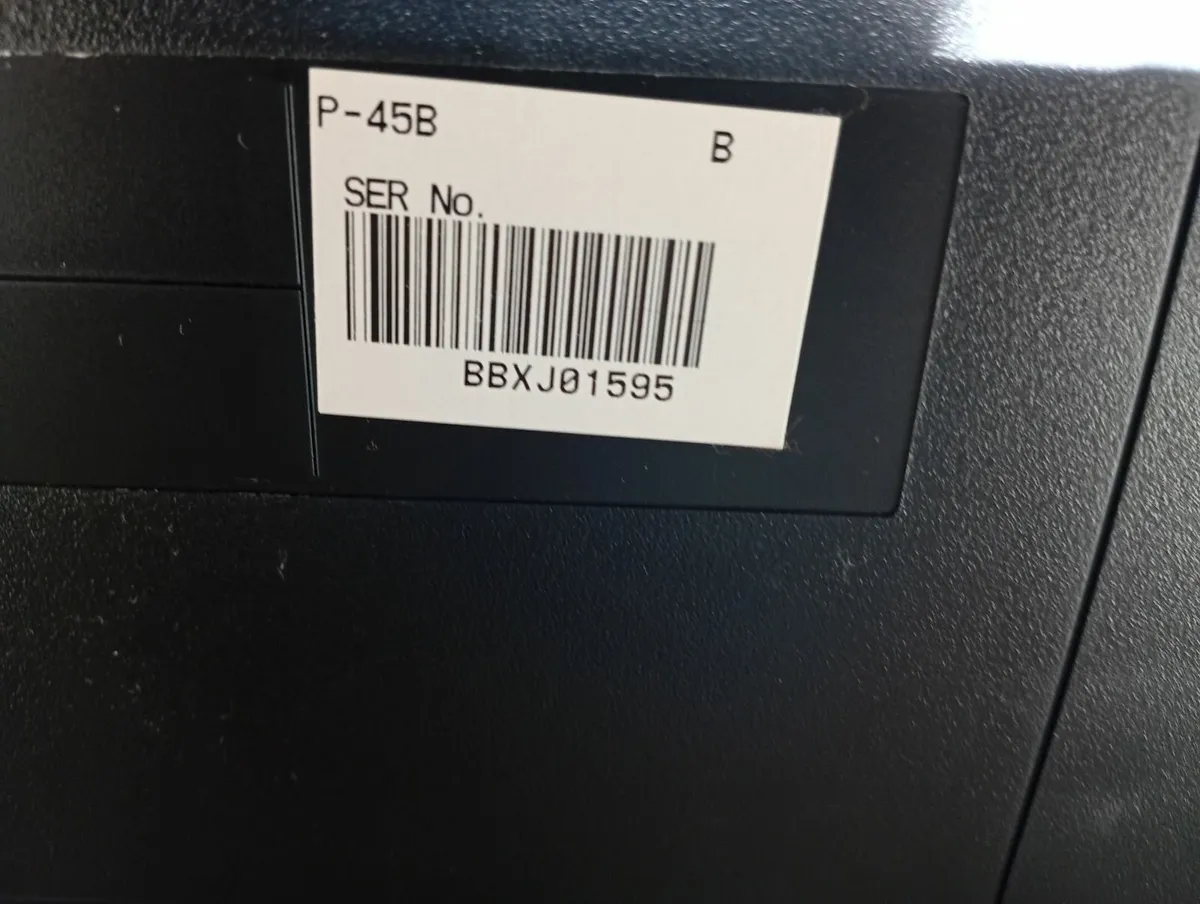 P-45B
B
SER No.
BBXJ01595